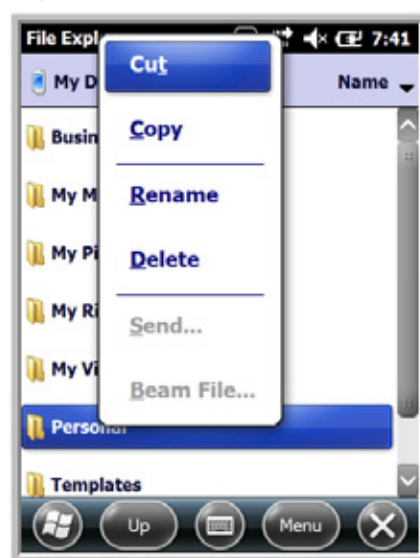 File Expl 7:41
My D Name
Cut
Busin
Copy
My M
Rename
My Pi
Delete
My Ri
Send...
My Vi
Beam File...
Personal
Templates
Up Menu